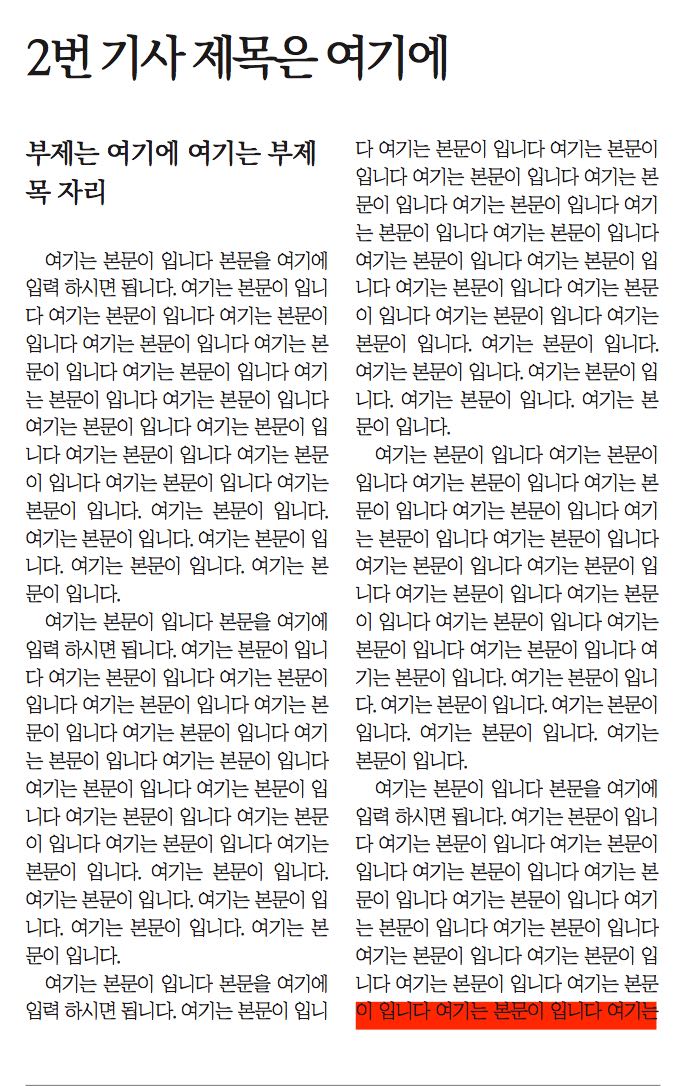 2번 기사 제목은 여기에
부제는 여기에 여기는 부제
목 자리
여기는 본문이 입니다 본문을 여기에
입력 하시면 됩니다. 여기는 본문이 입니
다 여기는 본문이 입니다 여기는 본문이
입니다 여기는 본문이 입니다 여기는 본
문이 입니다 여기는 본문이 입니다 여기
는 본문이 입니다 여기는 본문이 입니다
여기는 본문이 입니다 여기는 본문이 입
니다 여기는 본문이 입니다 여기는 본문
이 입니다 여기는 본문이 입니다 여기는
본문이 입니다. 여기는 본문이 입니다.
여기는 본문이 입니다. 여기는 본문이 입
니다. 여기는 본문이 입니다. 여기는 본
문이 입니다.
여기는 본문이 입니다 본문을 여기에
입력 하시면 됩니다. 여기는 본문이 입니
다 여기는 본문이 입니다 여기는 본문이
입니다 여기는 본문이 입니다 여기는 본
문이 입니다 여기는 본문이 입니다 여기
는 본문이 입니다 여기는 본문이 입니다
여기는 본문이 입니다 여기는 본문이 입
니다 여기는 본문이 입니다 여기는 본문
이 입니다 여기는 본문이 입니다 여기는
본문이 입니다. 여기는 본문이 입니다.
여기는 본문이 입니다. 여기는 본문이 입
니다. 여기는 본문이 입니다. 여기는 본
문이 입니다.
여기는 본문이 입니다 본문을 여기에
입력 하시면 됩니다. 여기는 본문이 입니
다 여기는 본문이 입니다 여기는 본문이
입니다 여기는 본문이 입니다 여기는 본
문이 입니다 여기는 본문이 입니다 여기
는 본문이 입니다 여기는 본문이 입니다
여기는 본문이 입니다 여기는 본문이 입
니다 여기는 본문이 입니다 여기는 본문
이 입니다 여기는 본문이 입니다 여기는
본문이 입니다. 여기는 본문이 입니다.
여기는 본문이 입니다. 여기는 본문이 입
니다. 여기는 본문이 입니다. 여기는 본
문이 입니다.
여기는 본문이 입니다 여기는 본문이
입니다 여기는 본문이 입니다 여기는 본
문이 입니다 여기는 본문이 입니다 여기
는 본문이 입니다 여기는 본문이 입니다
여기는 본문이 입니다 여기는 본문이 입
니다 여기는 본문이 입니다 여기는 본문
이 입니다 여기는 본문이 입니다 여기는
본문이 입니다 여기는 본문이 입니다 여
기는 본문이 입니다. 여기는 본문이 입니
다. 여기는 본문이 입니다. 여기는 본문이
입니다. 여기는 본문이 입니다. 여기는
본문이 입니다.
여기는 본문이 입니다 본문을 여기에
입력 하시면 됩니다. 여기는 본문이 입니
다 여기는 본문이 입니다 여기는 본문이
입니다 여기는 본문이 입니다 여기는 본
문이 입니다 여기는 본문이 입니다 여기
는 본문이 입니다 여기는 본문이 입니다
여기는 본문이 입니다 여기는 본문이 입
니다 여기는 본문이 입니다 여기는 본문
이 입니다 여기는 본문이 입니다 여기는